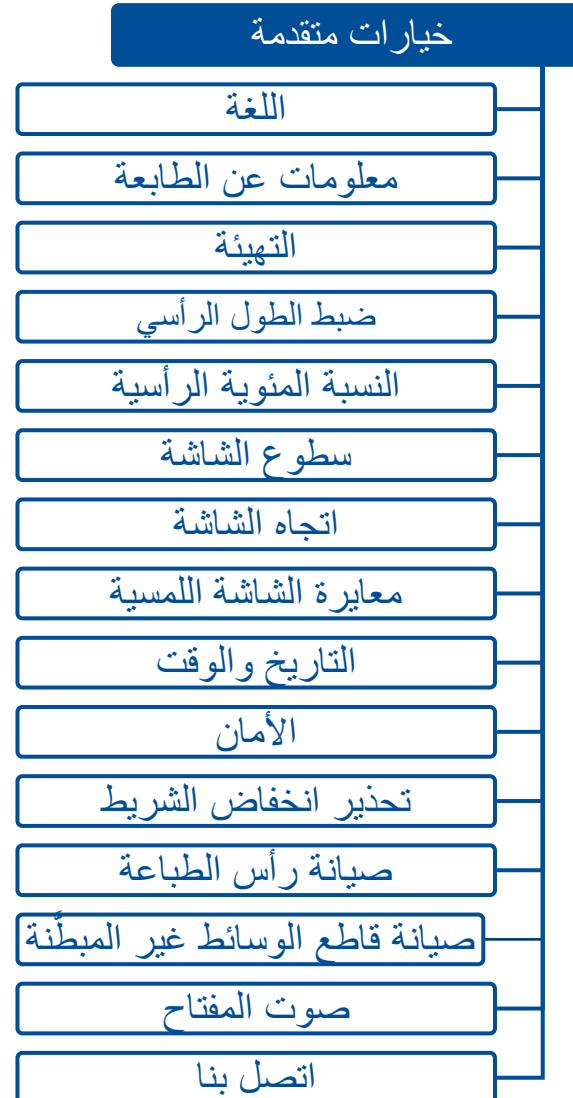 خيارات متقدمة
اللغة
معلومات عن الطابعة
التهيئة
ضبط الطول الرأسي
النسبة المئوية الرأسية
سطوع الشاشة
اتجاه الشاشة
معايرة الشاشة اللمسية
التاريخ والوقت
الأمان
تحذير انخفاض الشريط
صيانة رأس الطباعة
صيانة قاطع الوسائط غير المبطَّنة
صوت المفتاح
اتصل بنا